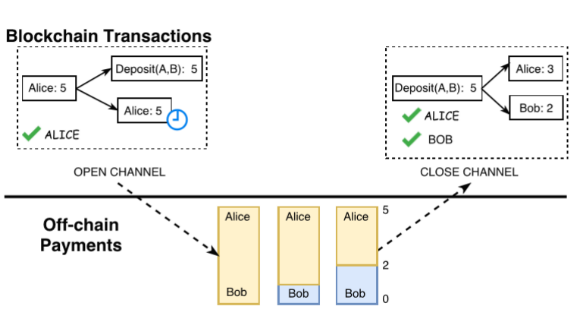 Blockchain Transactions
Alice: 5
Deposit(A,B): 5
Alice: 5
ALICE
OPEN CHANNEL
Deposit(A,B): 5
Alice: 3
Bob: 2
ALICE
BOB
CLOSE CHANNEL
Off-chain
Payments
Alice
Bob
Alice
Bob
Alice
Bob
5
2
0